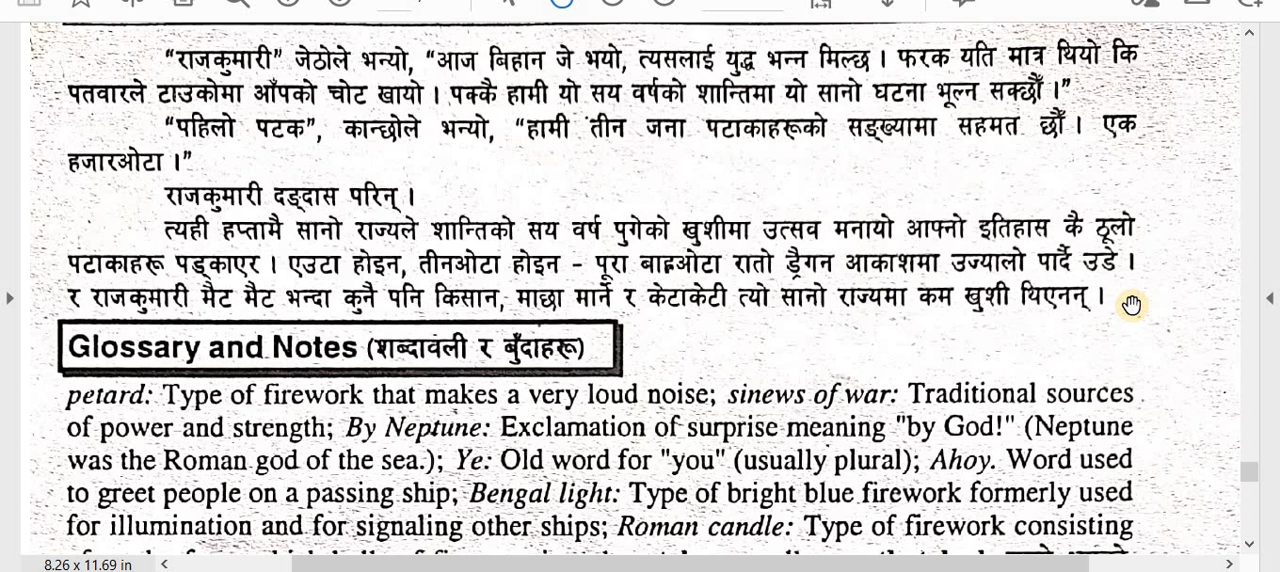 “राजकुमारी” जेठोले भन्यो, “आज बिहान जे भयो, त्यसलाई युद्ध भन्न मिल्छ । फरक यति मात्र थियो कि
पतवारले टाउकोमा आँपको चोट खायो । पक्कै हामी यो सय वर्षको शान्तिमा यो सानो घटना भूल्न सक्छौँ ।”
“पहिलो पटक”, कान्छोले भन्यो, “हामी तीन जना पटाकाहरूको सङ्ख्यामा सहमत छौँ । एक
हजारओटा ।”
राजकुमारी दङ्दास परिन् ।
त्यही हप्तामै सानो राज्यले शान्तिको सय वर्ष पुगेको खुशीमा उत्सव मनायो आफ्नो इतिहास कै ठूलो
पटाकाहरू पड्काएर । एउटा होइन, तीनओटा होइन - पूरा बाह्रओटा रातो ड्रैगन आकाशमा उज्यालो पार्दै उडे ।
र राजकुमारी मैट मैट भन्दा कुनै पनि किसान, माछा मार्ने र केटाकेटी त्यो सानो राज्यमा कम खुशी थिएनन् ।
Glossary and Notes (शब्दावली र बुँदाहरू)
petard: Type of firework that makes a very loud noise; sinews of war: Traditional sources
of power and strength; By Neptune: Exclamation of surprise meaning "by God!" (Neptune
was the Roman god of the sea.); Ye: Old word for "you" (usually plural); Ahoy. Word used
to greet people on a passing ship; Bengal light: Type of bright blue firework formerly used
for illumination and for signaling other ships; Roman candle: Type of firework consisting
8.26 x 11.69 in